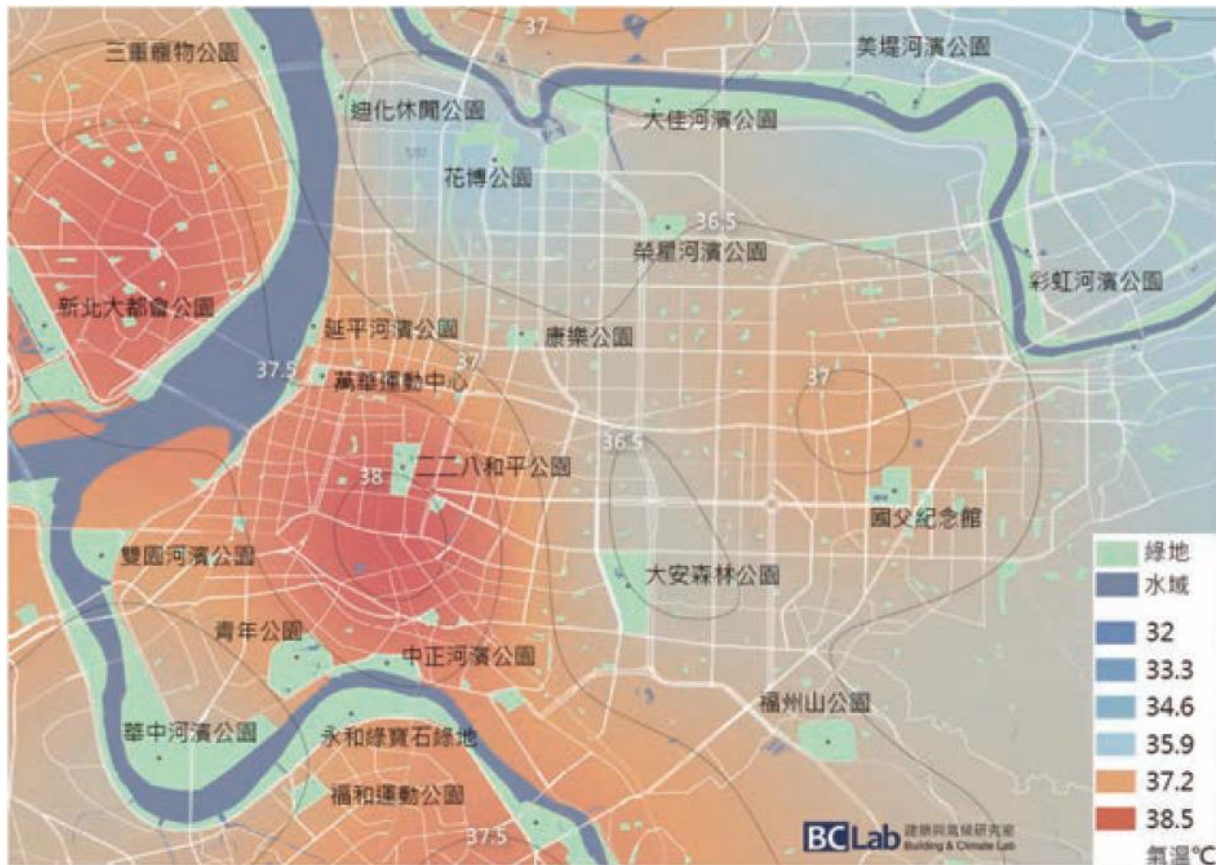 37
三重寵物公園
美堤河濱公園
迪化休閒公園
大佳河濱公園
花博公園
36.5
榮星河濱公園
彩虹河濱公園
新北大都會公園
延平河濱公園
康樂公園
37.5
37
萬華運動中心
37
36.5
二二八和平公園
38
國父紀念館
雙園河濱公園
大安森林公園
青年公園
中正河濱公園
福州山公園
華中河濱公園
永和綠寶石綠地
福和運動公園
37.5
綠地
水域
32
33.3
34.6
35.9
37.2
38.5
氣溫°C
BC Lab 建築與氣候研究室
Building & Climate Lab